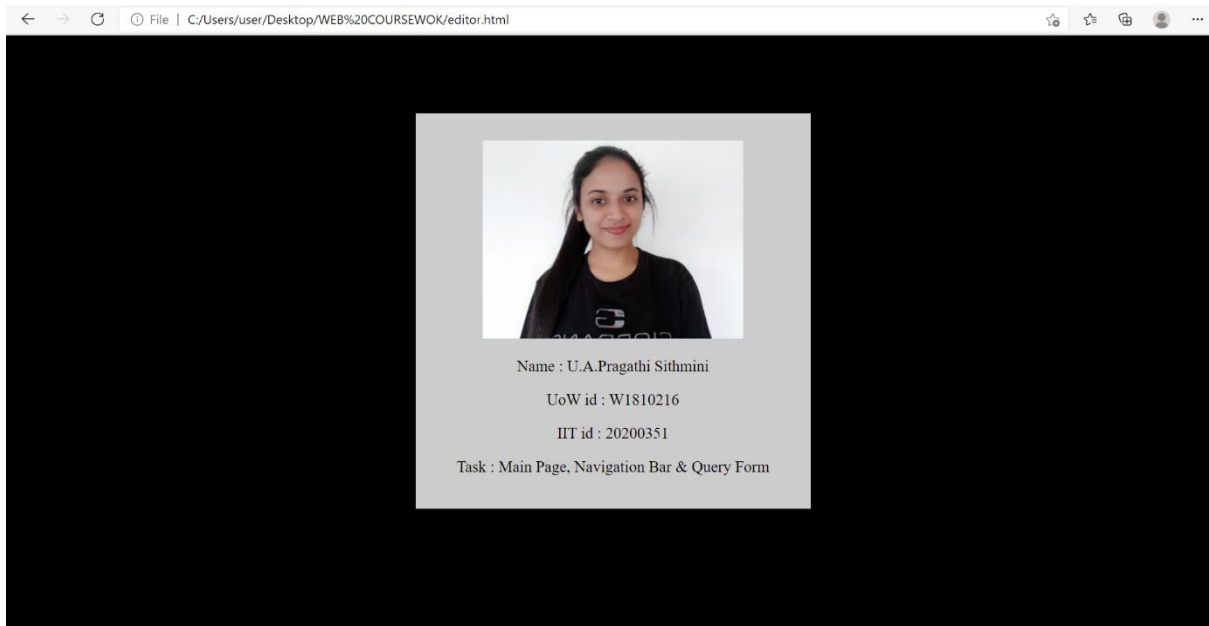 File | C:/Users/user/Desktop/WEB%20COURSEWOK/editor.html
Name : U.A.Pragathi Sithmini
UoW id : W1810216
IIT id : 20200351
Task : Main Page, Navigation Bar & Query Form